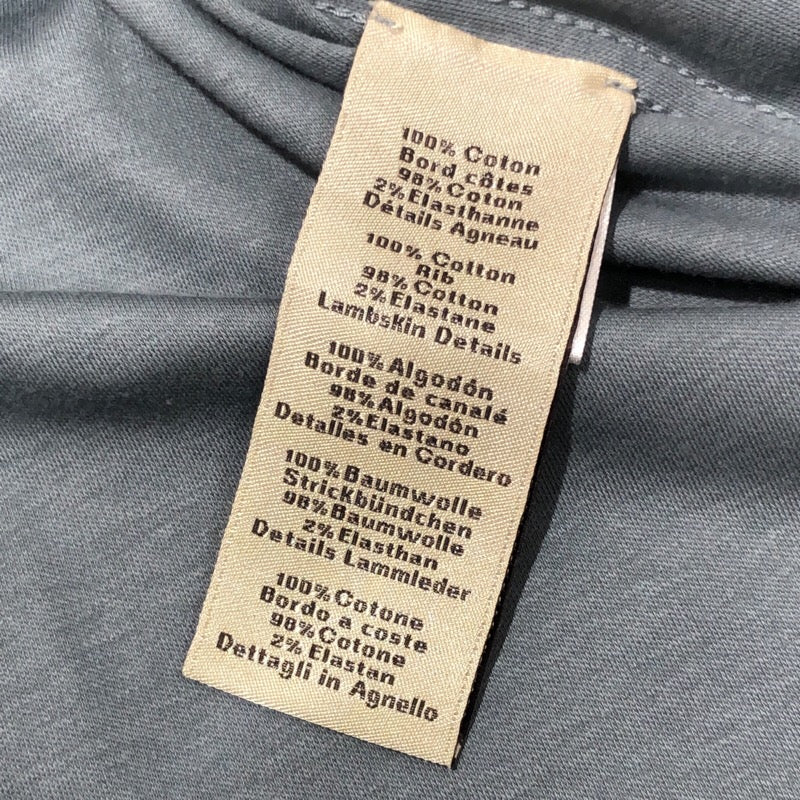 100% Coton
Bord côtes
98% Coton
2% Elasthanne
Détails Agneau
100% Cotton
Rib
98% Cotton
2% Elastane
Lambskin Details
100% Algodón
Borde de canalé
98% Algodón
2% Elastano
Detalles en Cordero
100% Baumwolle
Strickbündchen
98% Baumwolle
2% Elasthan
Details Lammleder
100% Cotone
Bordo a coste
98% Cotone
2% Elastan
Dettagli in Agnello